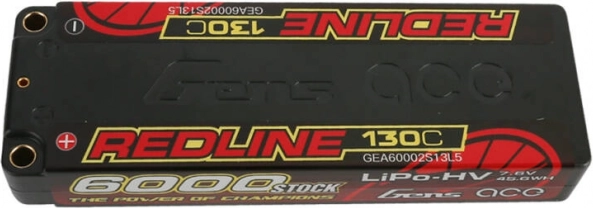 REDLINE
130C
GEA60002S13L5
Gens ace
REDLINE 130C
GEA60002S13L5
6000 STOCK LiPo-HV 7.6V
45.6WH
THE POWER OF CHAMPIONS Gens ace